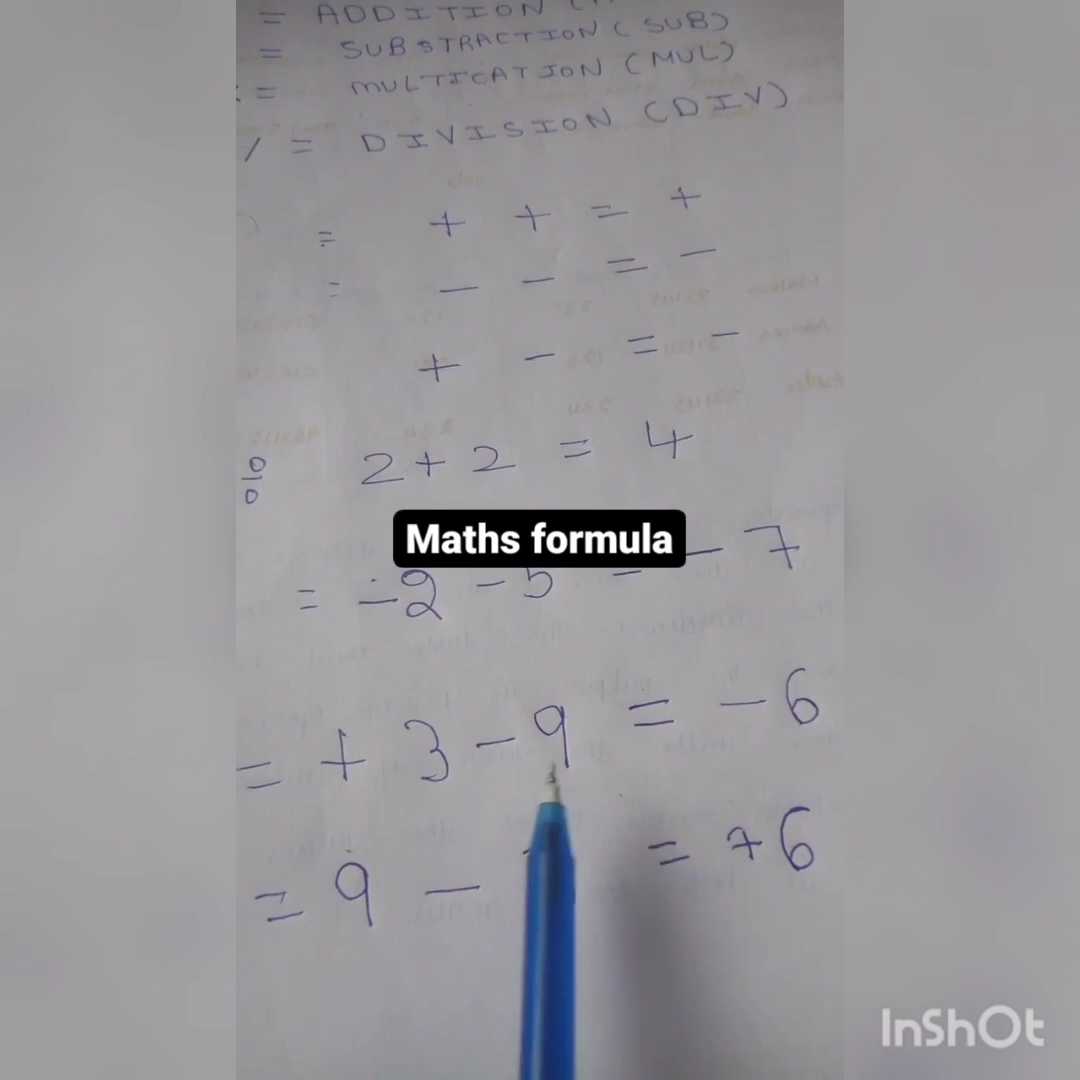 = ADDITION (
= SUBSTRACTION (SUB)
= MULTICATION (MUL)
/ = DIVISION (DIV)
= + + = +
= - - = -
+ - = -
% 2 + 2 = 4
Maths formula
= -2 - 5 = - 7
= + 3 - 9 = - 6
= 9 - = +6
InShOt